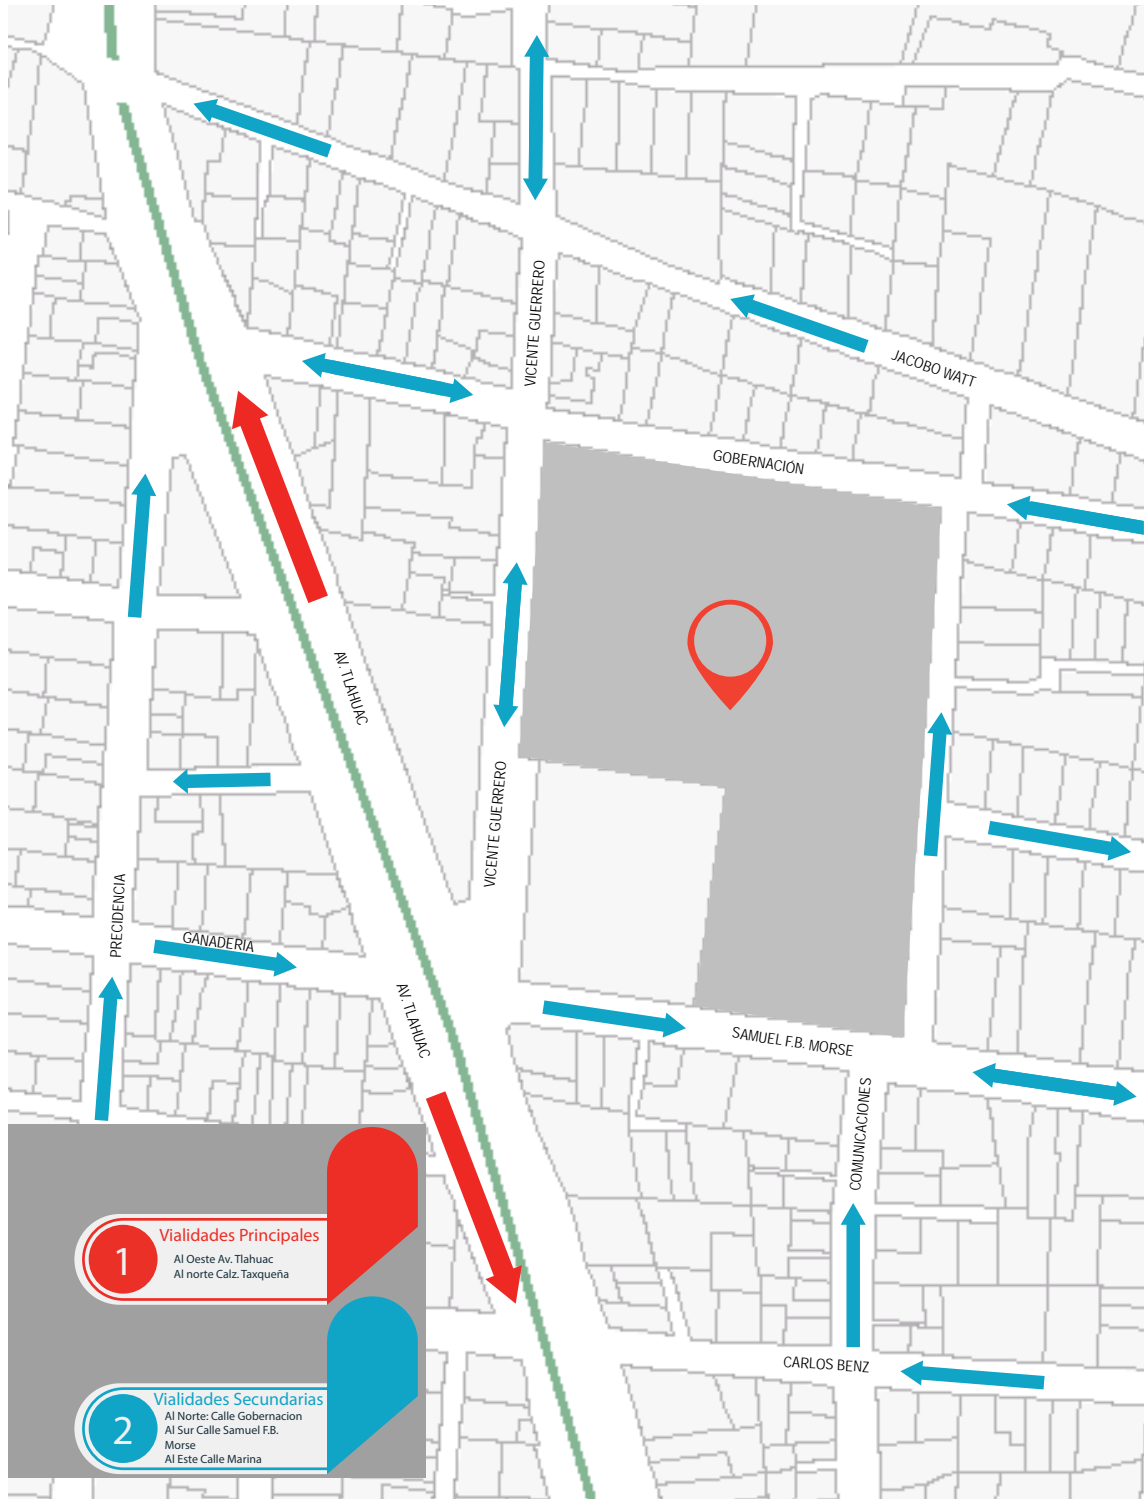 VICENTE GUERRERO
JACOBO WATT
GOBERNACIÓN
AV. TLAHUAC
VICENTE GUERRERO
PRECIDENCIA
GANADERIA
AV. TLAHUAC
SAMUEL F.B. MORSE
COMUNICACIONES
CARLOS BENZ
1
Vialidades Principales
Al Oeste Av. Tlahuac
Al norte Calz. Taxqueña
2
Vialidades Secundarias
Al Norte: Calle Gobernacion
Al Sur Calle Samuel F.B.
Morse
Al Este Calle Marina